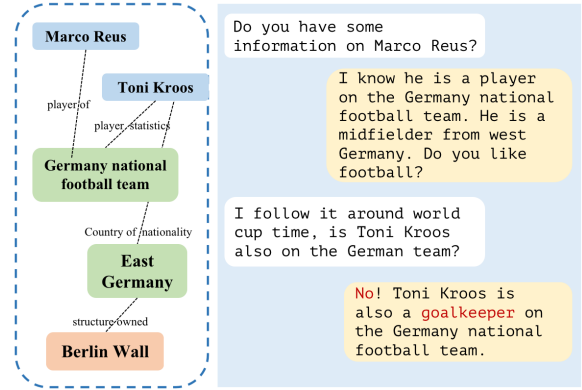 Marco Reus
Toni Kroos
player of
player, statistics
Germany national
football team
Country of nationality
East
Germany
structure owned
Berlin Wall
Do you have some
information on Marco Reus?
I know he is a player
on the Germany national
football team. He is a
midfielder from west
Germany. Do you like
football?
I follow it around world
cup time, is Toni Kroos
also on the German team?
No! Toni Kroos is
also a goalkeeper on
the Germany national
football team.